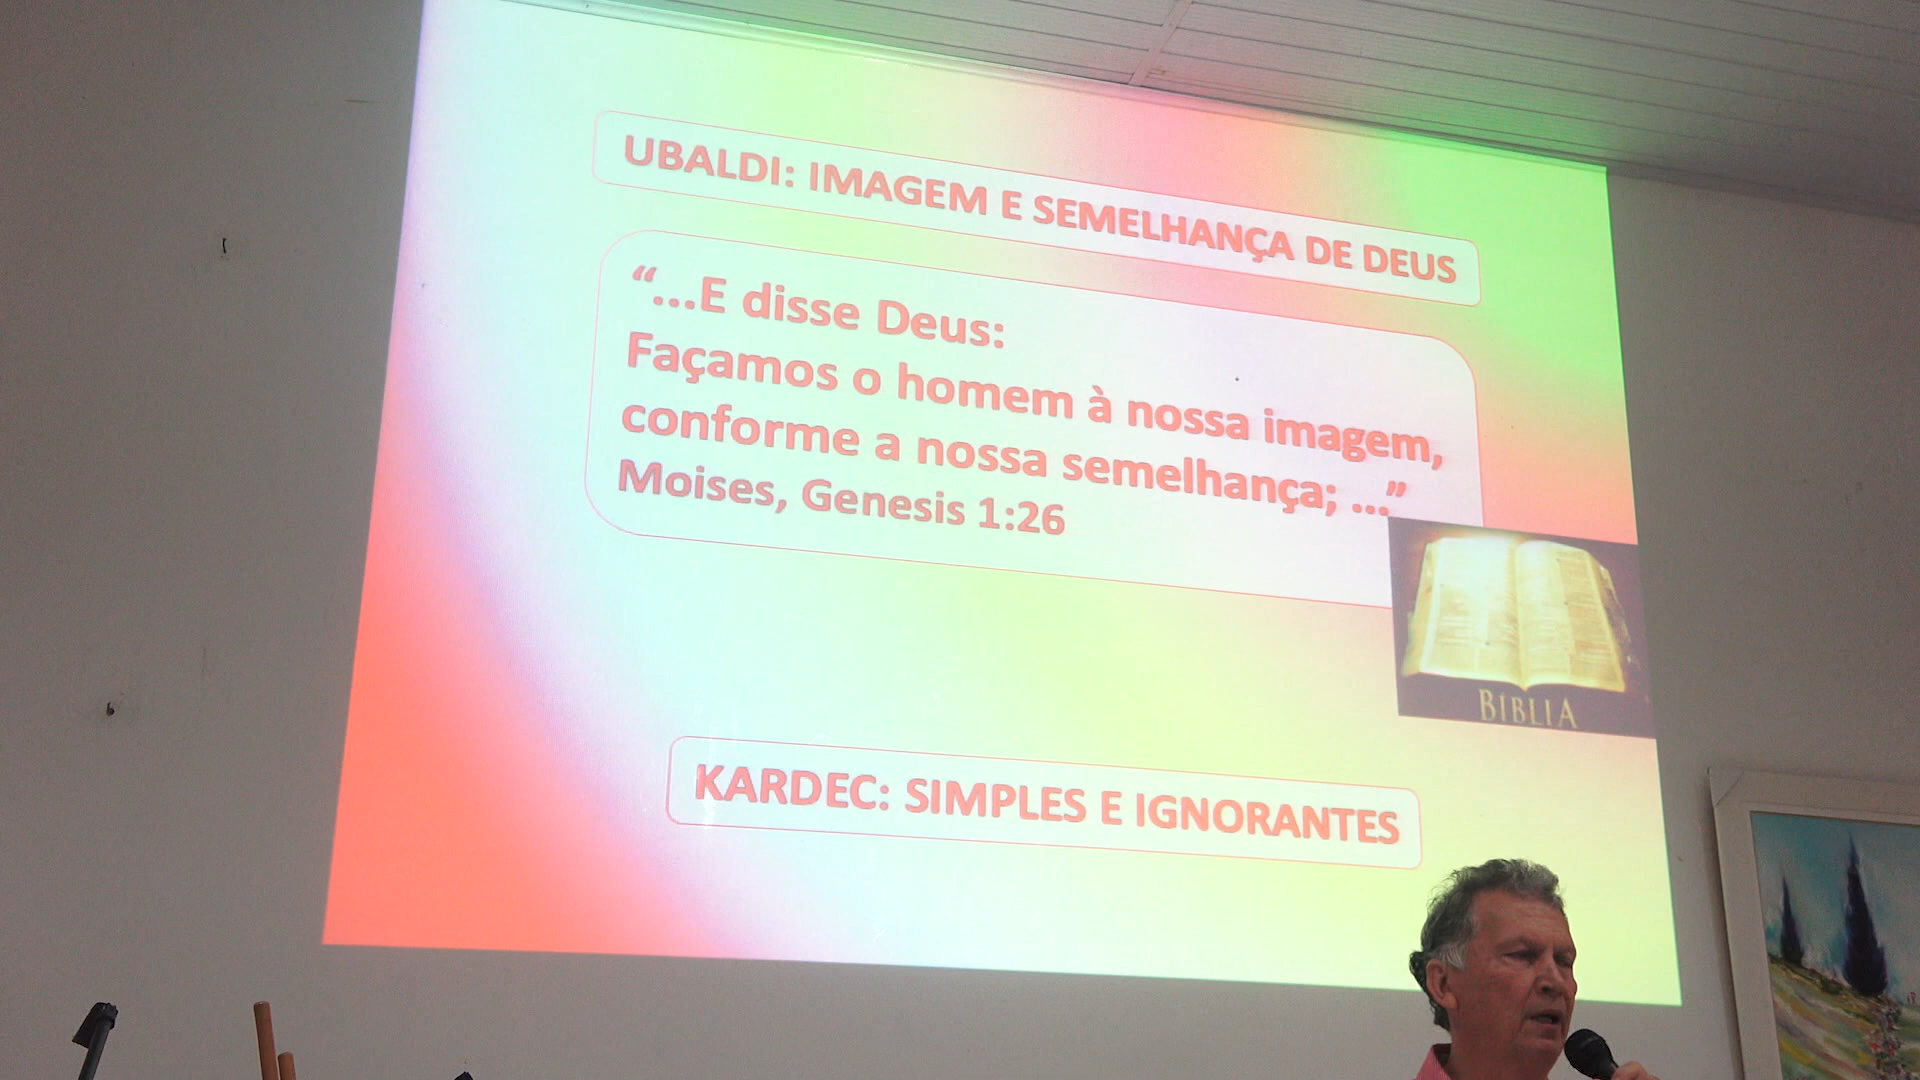 UBALDI: IMAGEM E SEMELHANÇA DE DEUS
“...E disse Deus:
Façamos o homem à nossa imagem,
conforme a nossa semelhança; ...”
Moises, Genesis 1:26
BÍBLIA
KARDEC: SIMPLES E IGNORANTES